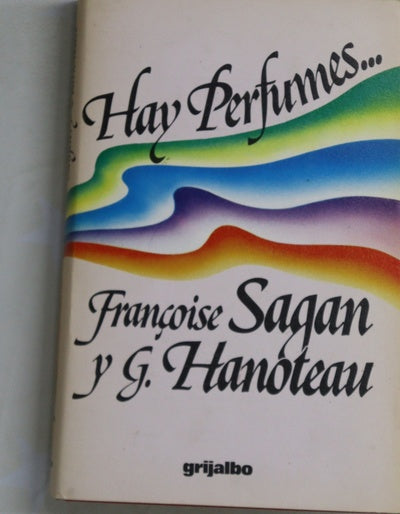 Hay Perfumes...
Françoise Sagan
y G. Hanoteau
grijalbo